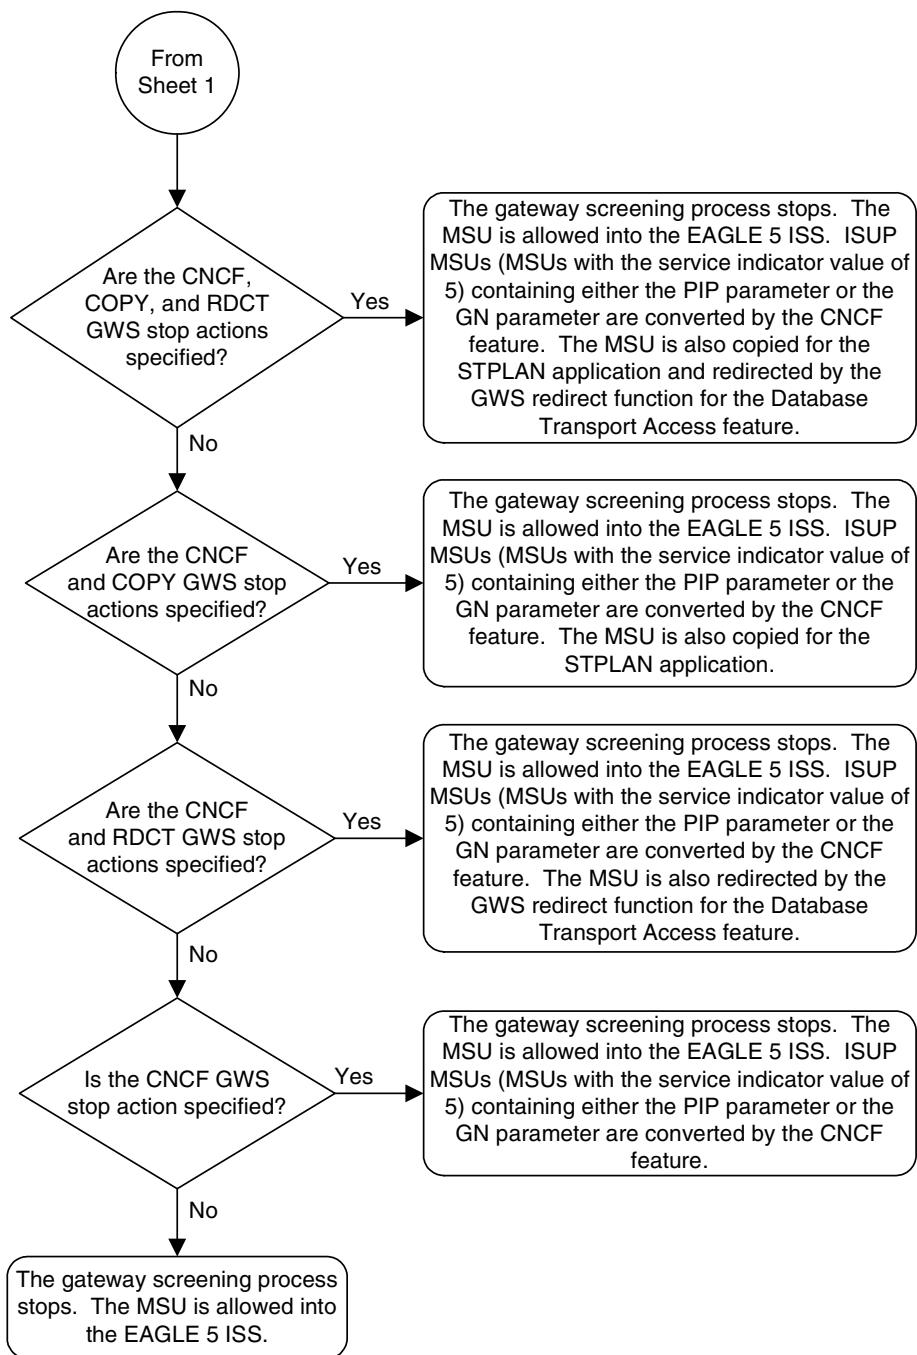 From
Sheet 1
Are the CNCF,
COPY, and RDCT
GWS stop actions
specified?
Yes
The gateway screening process stops.  The
MSU is allowed into the EAGLE 5 ISS.  ISUP
MSUs (MSUs with the service indicator value of
5) containing either the PIP parameter or the
GN parameter are converted by the CNCF
feature.  The MSU is also copied for the
STPLAN application and redirected by the
GWS redirect function for the Database
Transport Access feature.
No
Are the CNCF
and COPY GWS stop
actions specified?
Yes
The gateway screening process stops.  The
MSU is allowed into the EAGLE 5 ISS.  ISUP
MSUs (MSUs with the service indicator value of
5) containing either the PIP parameter or the
GN parameter are converted by the CNCF
feature.  The MSU is also copied for the
STPLAN application.
No
Are the CNCF
and RDCT GWS stop
actions specified?
Yes
The gateway screening process stops.  The
MSU is allowed into the EAGLE 5 ISS.  ISUP
MSUs (MSUs with the service indicator value of
5) containing either the PIP parameter or the
GN parameter are converted by the CNCF
feature.  The MSU is also redirected by the
GWS redirect function for the Database
Transport Access feature.
No
Is the CNCF GWS
stop action specified?
Yes
The gateway screening process stops.  The
MSU is allowed into the EAGLE 5 ISS.  ISUP
MSUs (MSUs with the service indicator value of
5) containing either the PIP parameter or the
GN parameter are converted by the CNCF
feature.
No
The gateway screening process
stops.  The MSU is allowed into
the EAGLE 5 ISS.